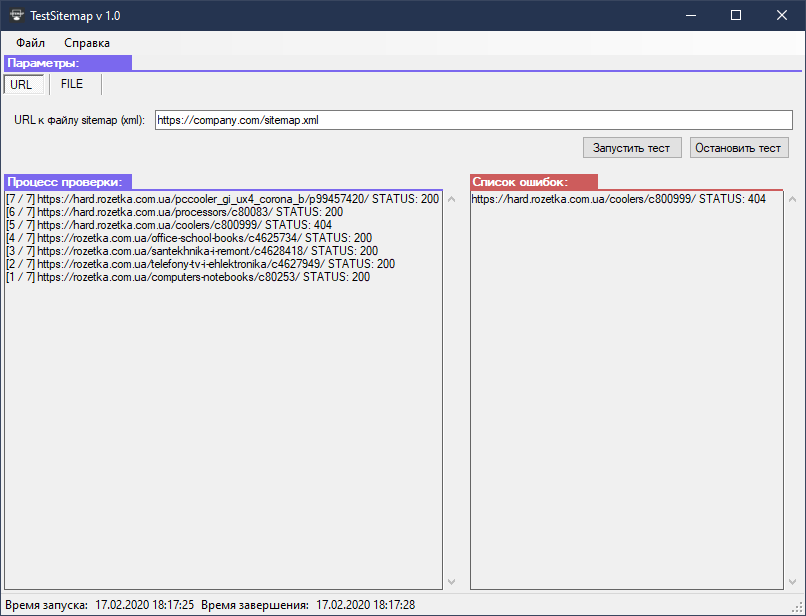 TestSitemap v 1.0
Файл Справка
Параметры:
URL FILE
URL к файлу sitemap (xml): https://company.com/sitemap.xml
Запустить тест Остановить тест
Процесс проверки:
[7 / 7] https://hard.rozetka.com.ua/pccooler_gi_ux4_corona_b/p99457420/ STATUS: 200
[6 / 7] https://hard.rozetka.com.ua/processors/c80083/ STATUS: 200
[5 / 7] https://hard.rozetka.com.ua/coolers/c800999/ STATUS: 404
[4 / 7] https://rozetka.com.ua/office-school-books/c4625734/ STATUS: 200
[3 / 7] https://rozetka.com.ua/santekhnika-i-remont/c4628418/ STATUS: 200
[2 / 7] https://rozetka.com.ua/telefony-tv-i-ehlektronika/c4627949/ STATUS: 200
[1 / 7] https://rozetka.com.ua/computers-notebooks/c80253/ STATUS: 200
Список ошибок:
https://hard.rozetka.com.ua/coolers/c800999/ STATUS: 404
Время запуска: 17.02.2020 18:17:25 Время завершения: 17.02.2020 18:17:28